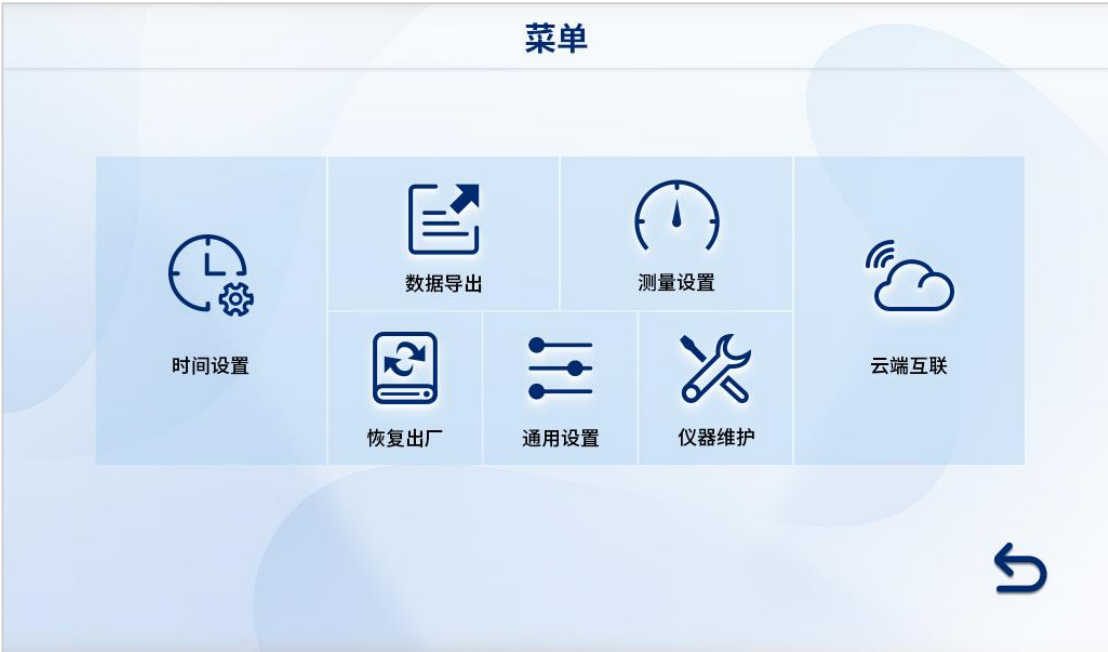 菜单
时间设置
数据导出
测量设置
云端互联
恢复出厂
通用设置
仪器维护